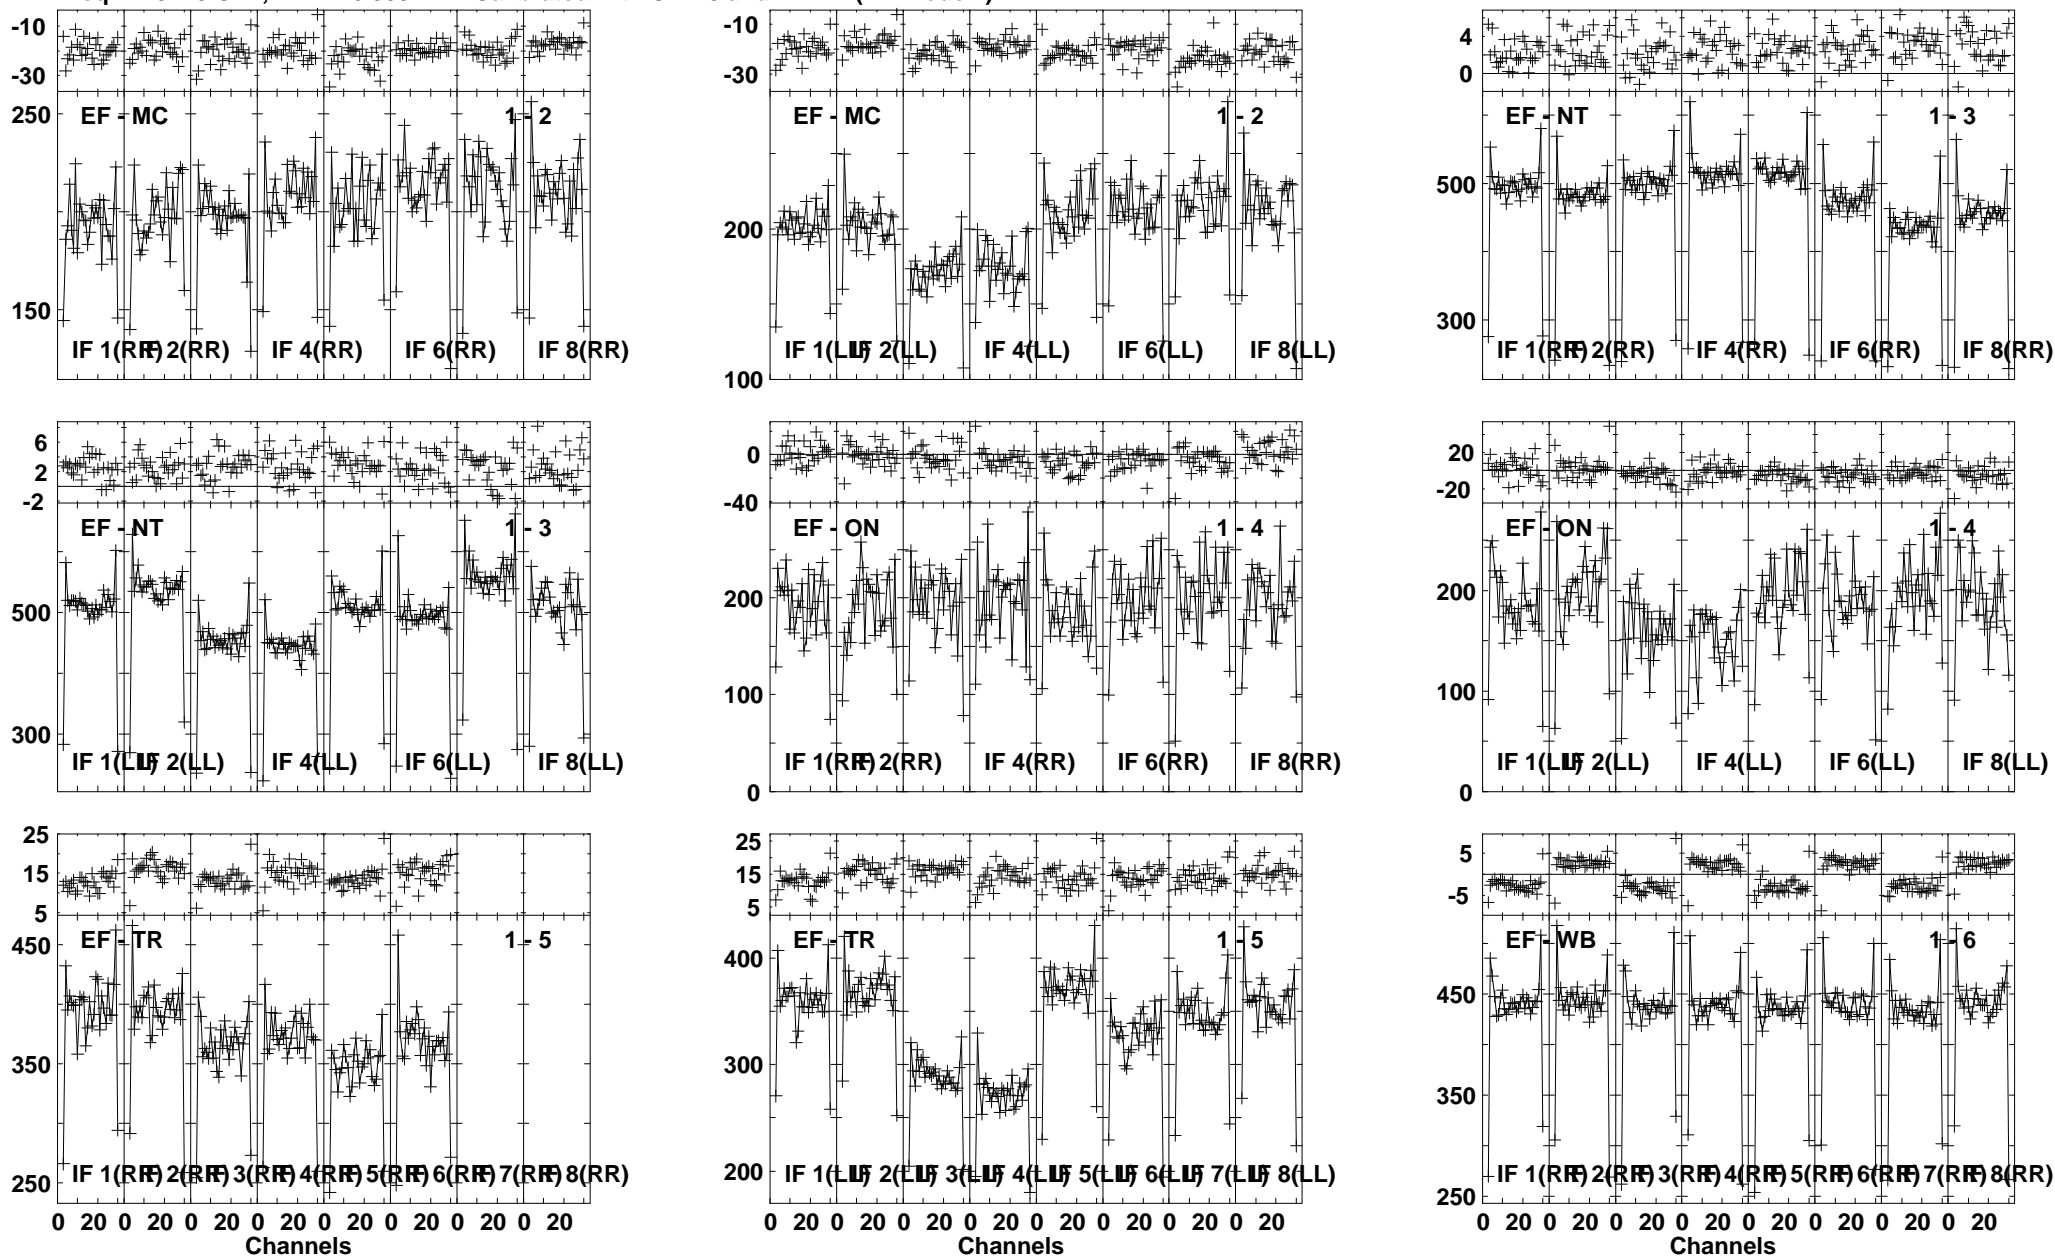 -10
-30
250
150
EF - MC 1 - 2
IF 1(RR) IF 2(RR) IF 4(RR) IF 6(RR) IF 8(RR)
-10
-30
200
100
EF - MC 1 - 2
IF 1(LL) IF 2(LL) IF 4(LL) IF 6(LL) IF 8(LL)
4
0
500
300
EF - NT 1 - 3
IF 1(RR) IF 2(RR) IF 4(RR) IF 6(RR) IF 8(RR)
6
2
-2
500
300
EF - NT 1 - 3
IF 1(LL) IF 2(LL) IF 4(LL) IF 6(LL) IF 8(LL)
0
-40
200
100
0
EF - ON 1 - 4
IF 1(RR) IF 2(RR) IF 4(RR) IF 6(RR) IF 8(RR)
20
-20
200
100
0
EF - ON 1 - 4
IF 1(LL) IF 2(LL) IF 4(LL) IF 6(LL) IF 8(LL)
25
15
5
450
350
250
EF - TR 1 - 5
IF 1(RR) IF 2(RR) IF 3(RR) IF 4(RR) IF 5(RR) IF 6(RR) IF 7(RR) IF 8(RR)
0 20 0 20 0 20 0 20 0 20 0 20 0 20 0 20
Channels
25
15
5
400
300
200
EF - TR 1 - 5
IF 1(LL) IF 2(LL) IF 3(LL) IF 4(LL) IF 5(LL) IF 6(LL) IF 7(LL) IF 8(LL)
0 20 0 20 0 20 0 20 0 20 0 20 0 20 0 20
Channels
5
-5
450
350
250
EF - WB 1 - 6
IF 1(RR) IF 2(RR) IF 3(RR) IF 4(RR) IF 5(RR) IF 6(RR) IF 7(RR) IF 8(RR)
0 20 0 20 0 20 0 20 0 20 0 20 0 20 0 20
Channels